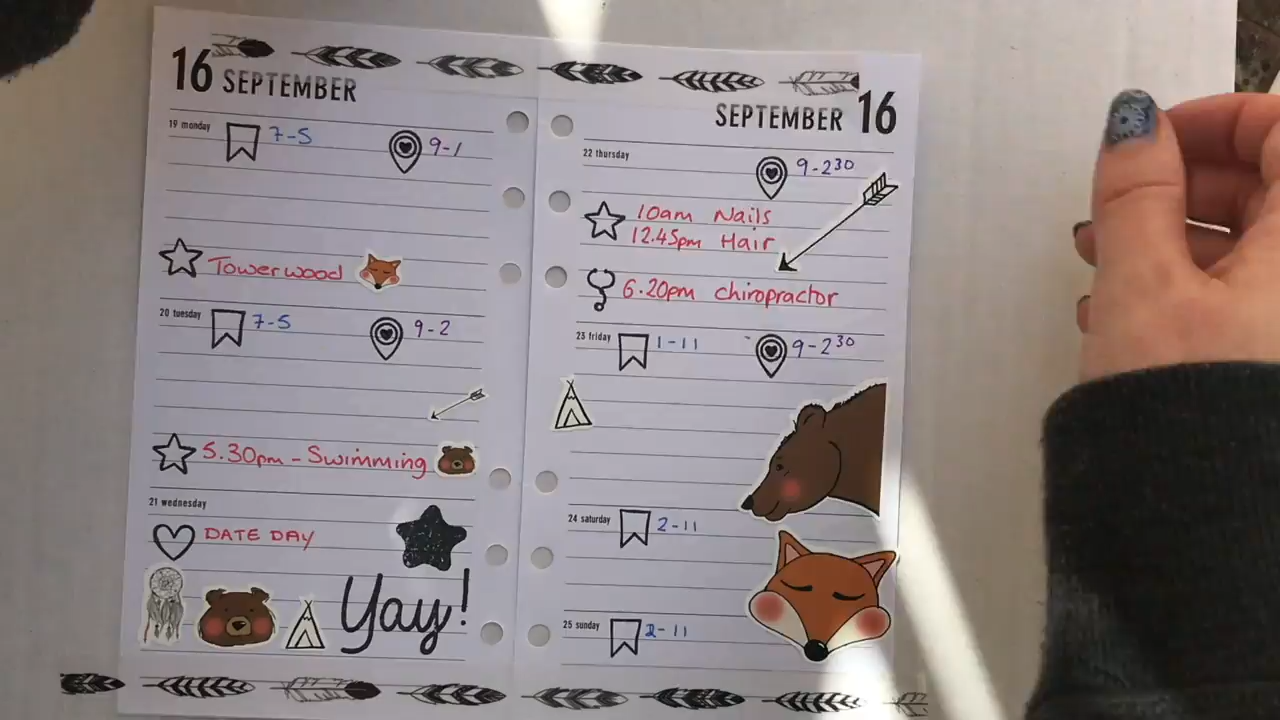 16 SEPTEMBER
19 monday
7-5
9-1
Towerwood
20 tuesday
7-5
9-2
5.30pm - Swimming
21 wednesday
DATE DAY
Yay!
SEPTEMBER 16
22 thursday
9-2³⁰
10am Nails
12.45pm Hair
6.20pm chiropractor
23 friday
1-11
9-2³⁰
24 saturday
2-11
25 sunday
2-11